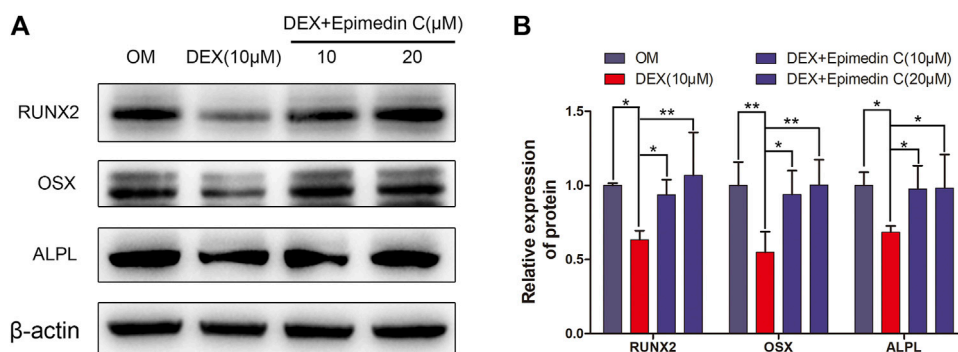 A
DEX+Epimedin C(μM)
OM DEX(10μM) 10 20
RUNX2
OSX
ALPL
β-actin
B
OM DEX+Epimedin C(10μM)
DEX(10μM) DEX+Epimedin C(20μM)
Relative expression
of protein
1.5
1.0
0.5
0.0
* ** *
** ** *
* * *
RUNX2 OSX ALPL